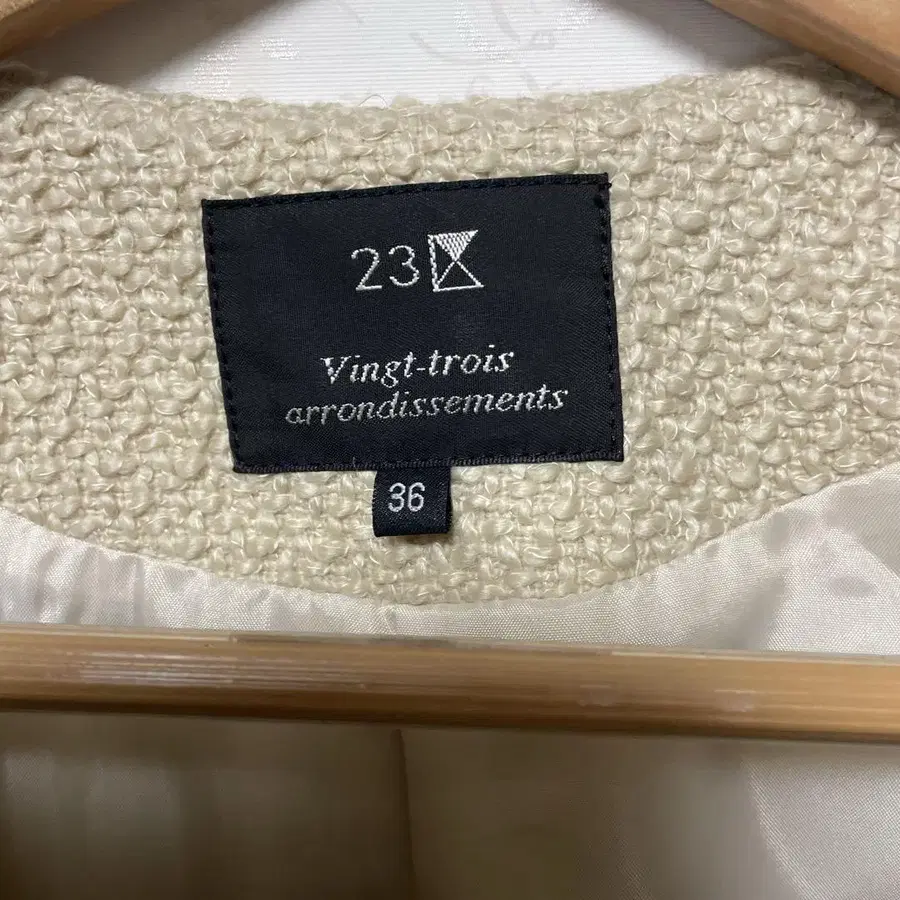 23
Vingt-trois
arrondissements
36